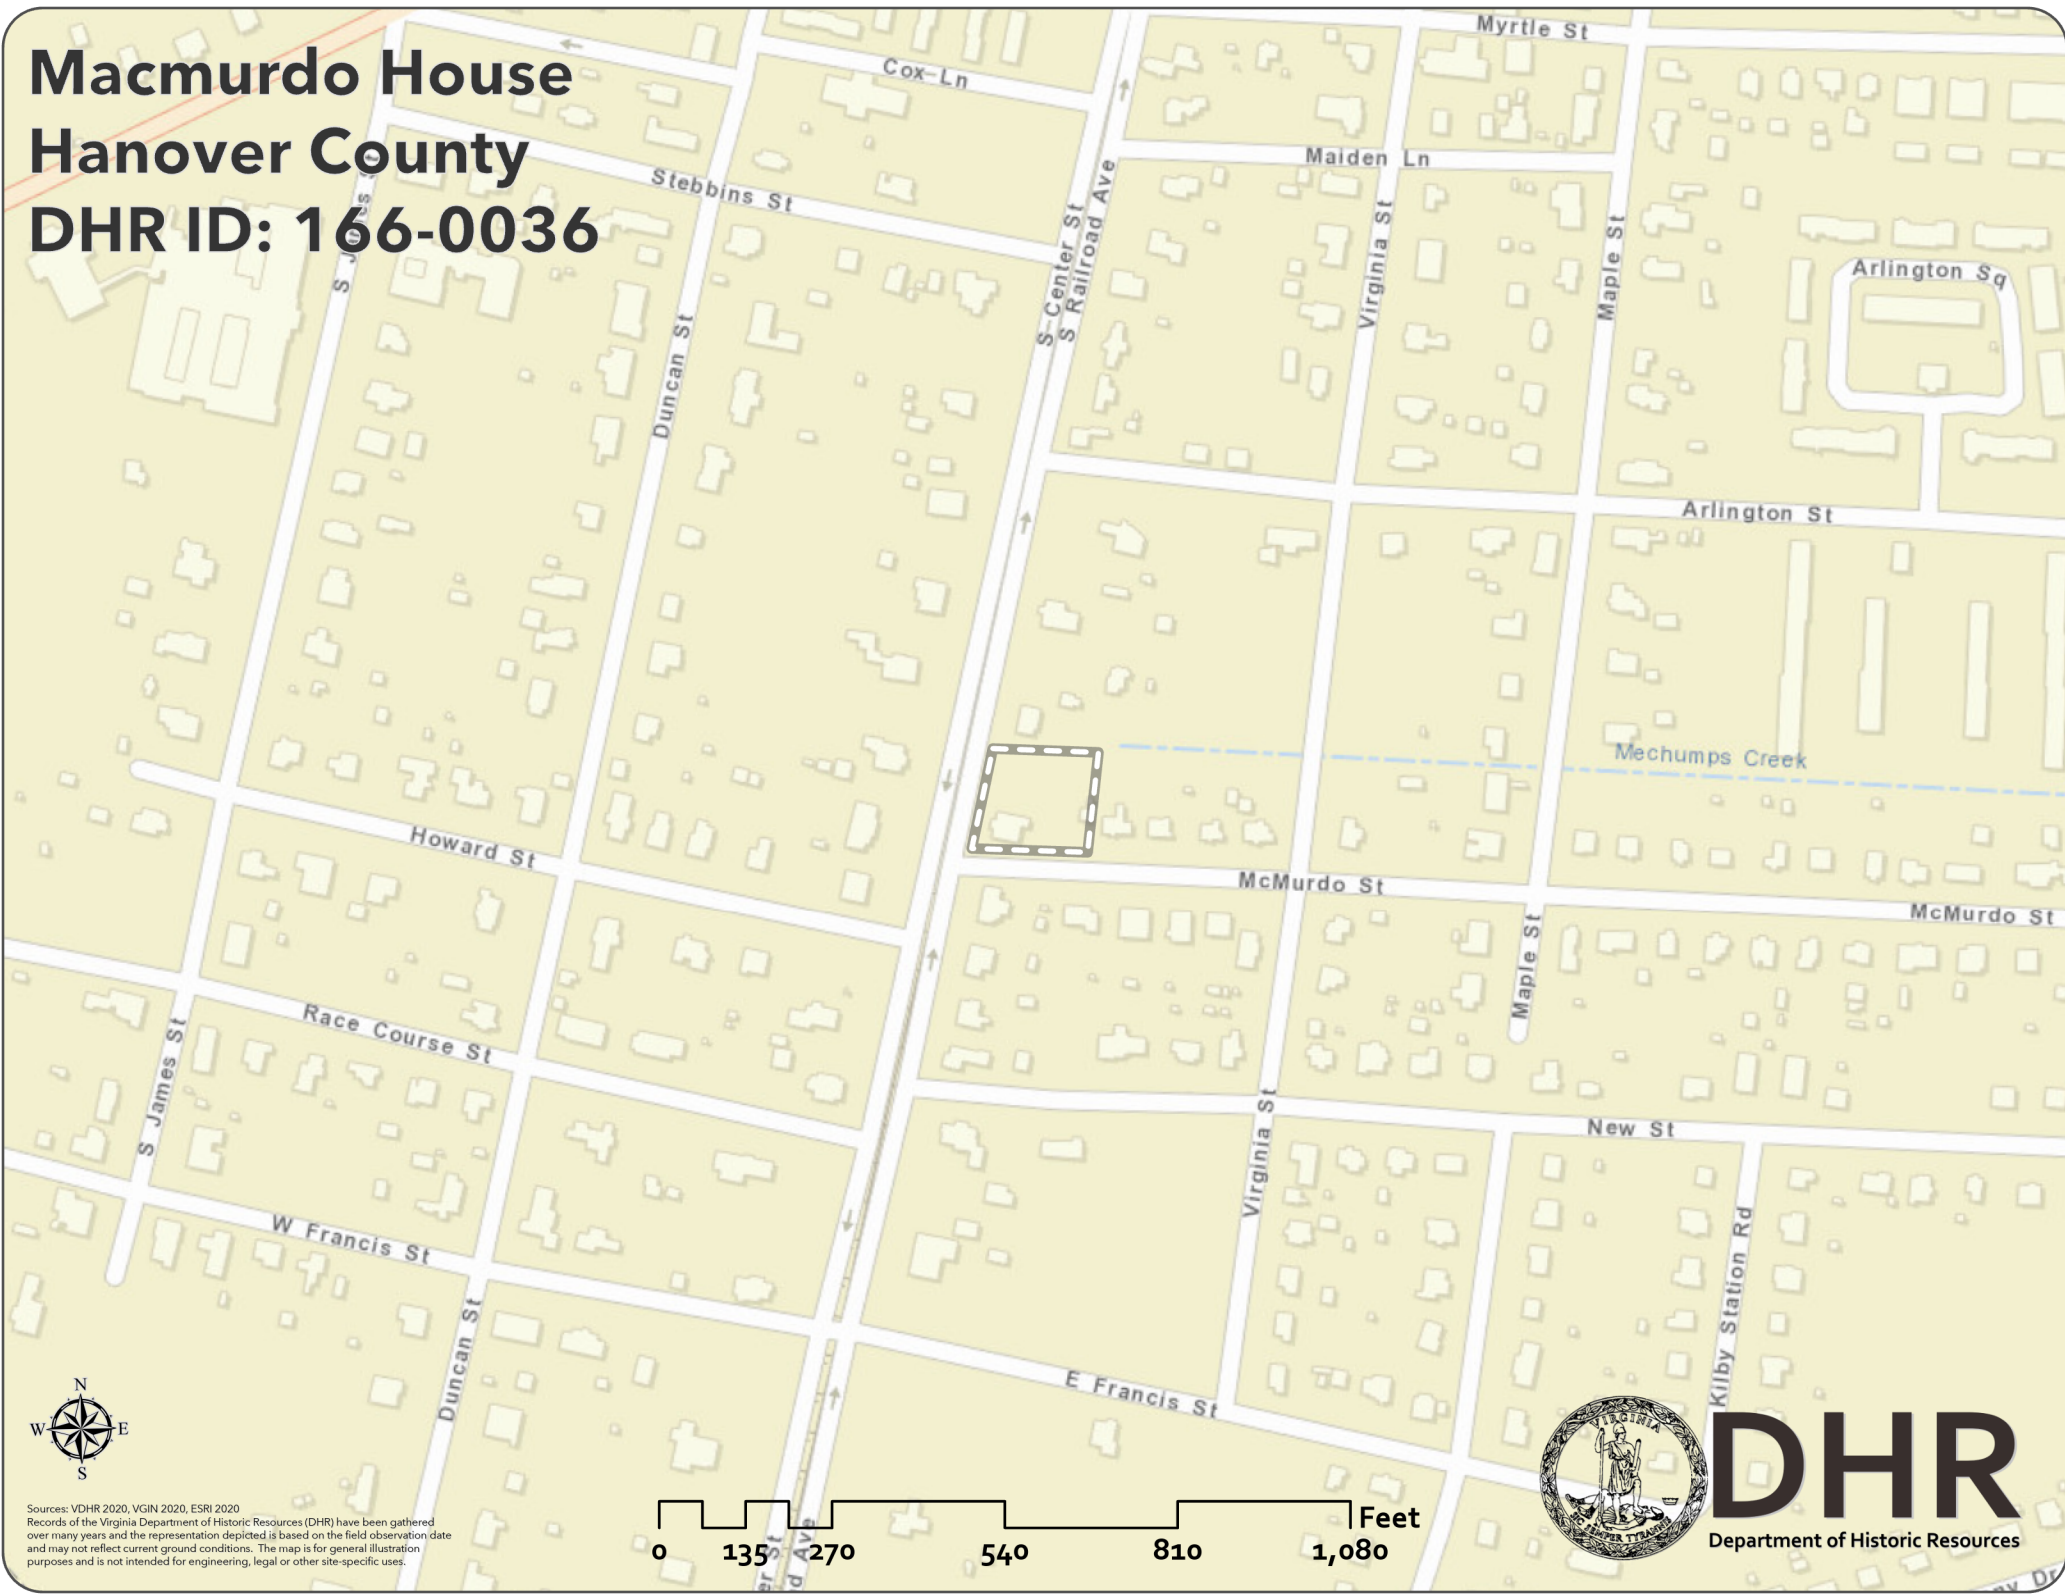 Macmurdo House
Hanover County
DHR ID: 166-0036
Myrtle St
Cox Ln
Maiden Ln
Stebbins St
S James St
S Center St
S Railroad Ave
Virginia St
Maple St
Arlington Sq
Duncan St
Arlington St
Mechumps Creek
Howard St
McMurdo St
McMurdo St
Maple St
Race Course St
S James St
New St
Virginia St
W Francis St
Kilby Station Rd
Duncan St
E Francis St
N
W E
S
VIRGINIA
SIC SEMPER TYRANNIS
DHR
Department of Historic Resources
Sources: VDHR 2020, VGIN 2020, ESRI 2020
Records of the Virginia Department of Historic Resources (DHR) have been gathered
over many years and the representation depicted is based on the field observation date
and may not reflect current ground conditions. The map is for general illustration
purposes and is not intended for engineering, legal or other site-specific uses.
Feet
0 135 270 540 810 1,080
er St
d Ave
Dr